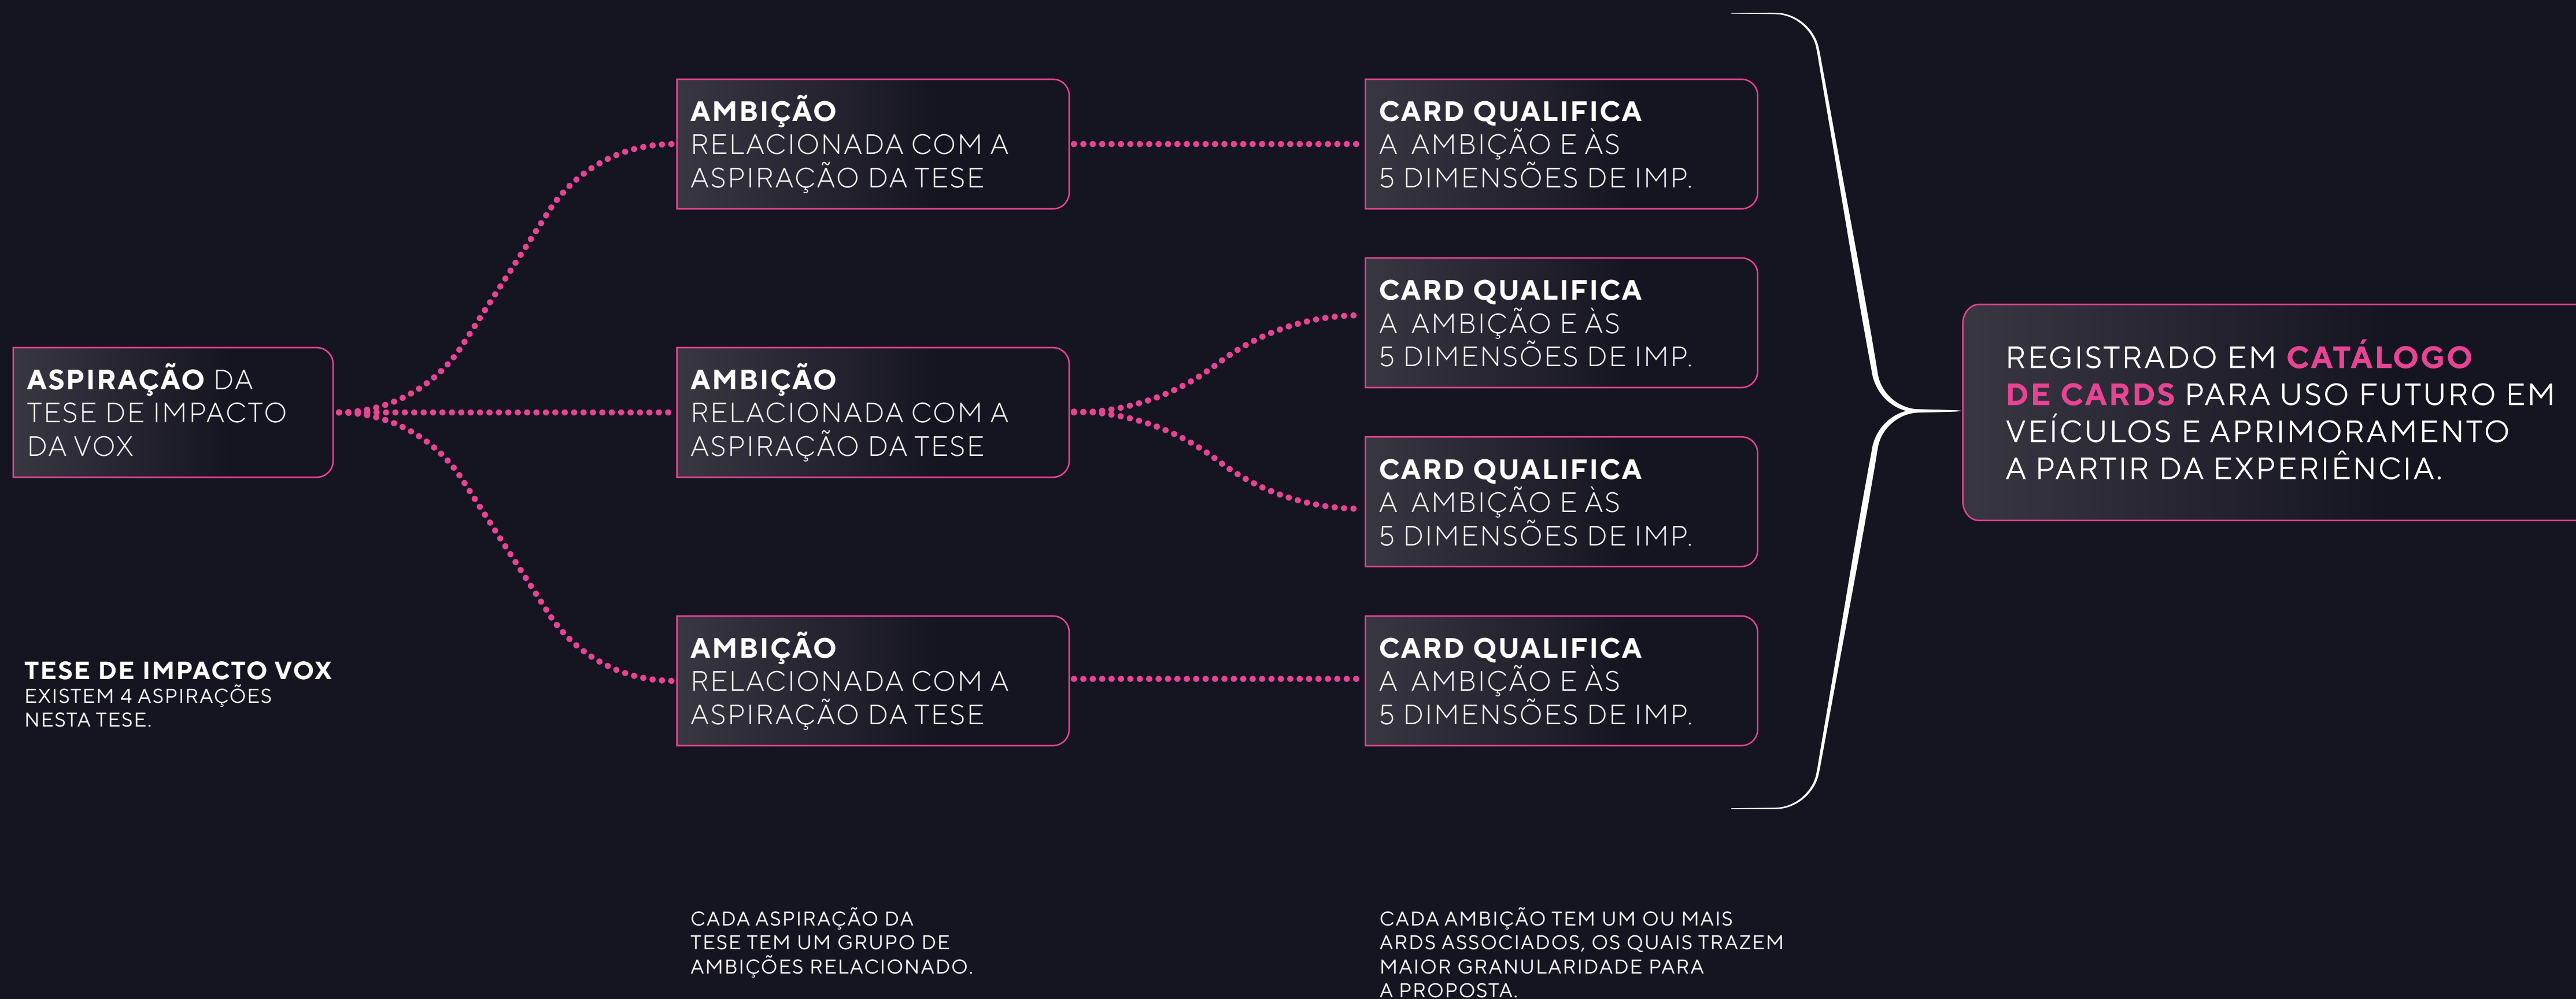 ASPIRAÇÃO DA
TESE DE IMPACTO
DA VOX
TESE DE IMPACTO VOX
EXISTEM 4 ASPIRAÇÕES
NESTA TESE.
AMBIÇÃO
RELACIONADA COM A
ASPIRAÇÃO DA TESE
AMBIÇÃO
RELACIONADA COM A
ASPIRAÇÃO DA TESE
AMBIÇÃO
RELACIONADA COM A
ASPIRAÇÃO DA TESE
CADA ASPIRAÇÃO DA
TESE TEM UM GRUPO DE
AMBIÇÕES RELACIONADO.
CARD QUALIFICA
A AMBIÇÃO E ÀS
5 DIMENSÕES DE IMP.
CARD QUALIFICA
A AMBIÇÃO E ÀS
5 DIMENSÕES DE IMP.
CARD QUALIFICA
A AMBIÇÃO E ÀS
5 DIMENSÕES DE IMP.
CARD QUALIFICA
A AMBIÇÃO E ÀS
5 DIMENSÕES DE IMP.
CADA AMBIÇÃO TEM UM OU MAIS
ARDS ASSOCIADOS, OS QUAIS TRAZEM
MAIOR GRANULARIDADE PARA
A PROPOSTA.
REGISTRADO EM CATÁLOGO
DE CARDS PARA USO FUTURO EM
VEÍCULOS E APRIMORAMENTO
A PARTIR DA EXPERIÊNCIA.